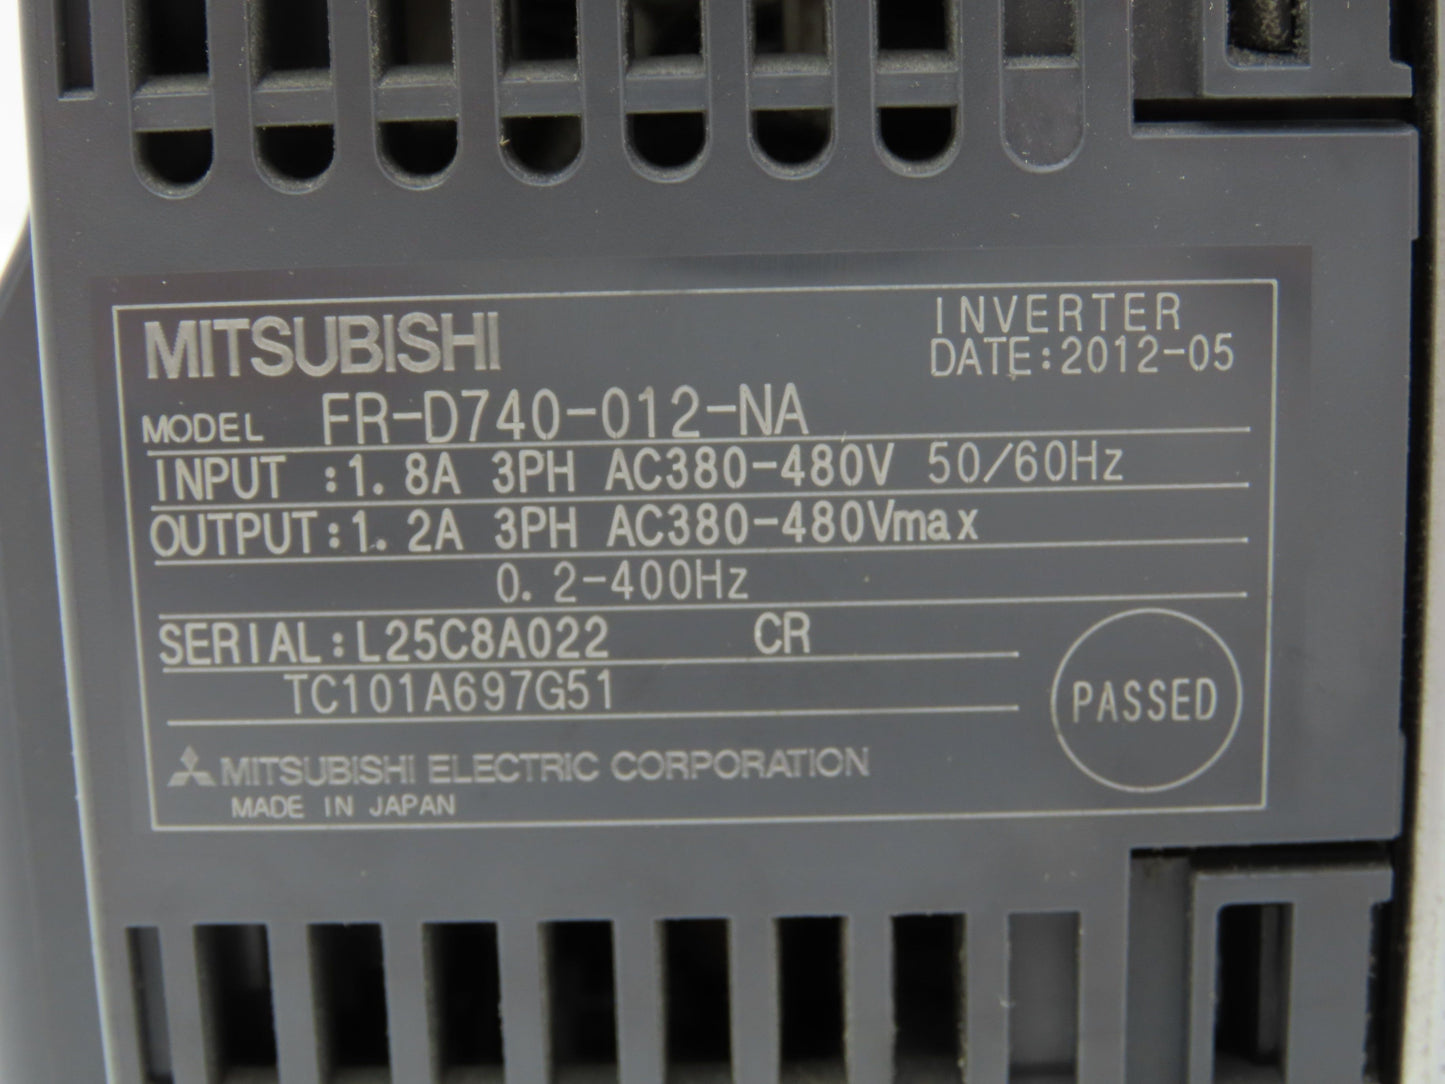 MITSUBISHI
INVERTER
DATE:2012-05
MODEL FR-D740-012-NA
INPUT :1.8A 3PH AC380-480V 50/60Hz
OUTPUT:1.2A 3PH AC380-480Vmax
0.2-400Hz
SERIAL:L25C8A022 CR
TC101A697G51
PASSED
MITSUBISHI ELECTRIC CORPORATION
MADE IN JAPAN